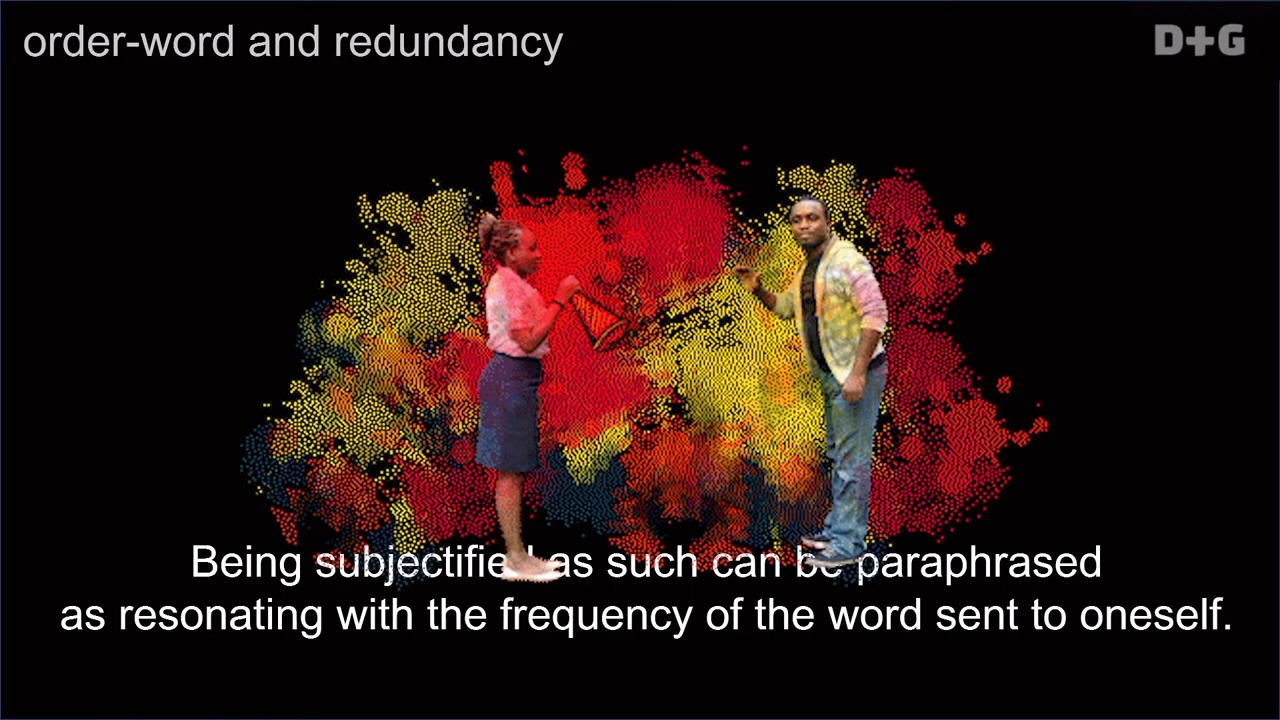 order-word and redundancy
D+G
Being subjectified as such can be paraphrased
as resonating with the frequency of the word sent to oneself.